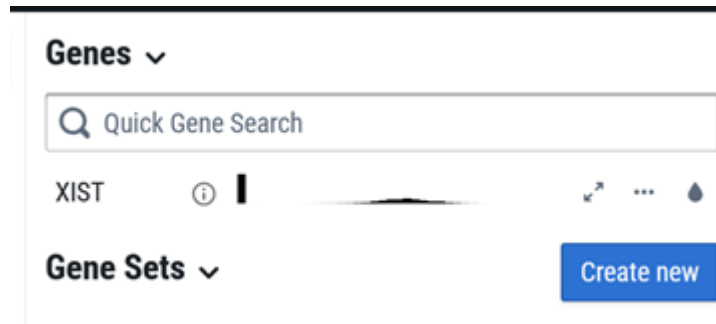 Genes
Quick Gene Search
XIST
Gene Sets
Create new